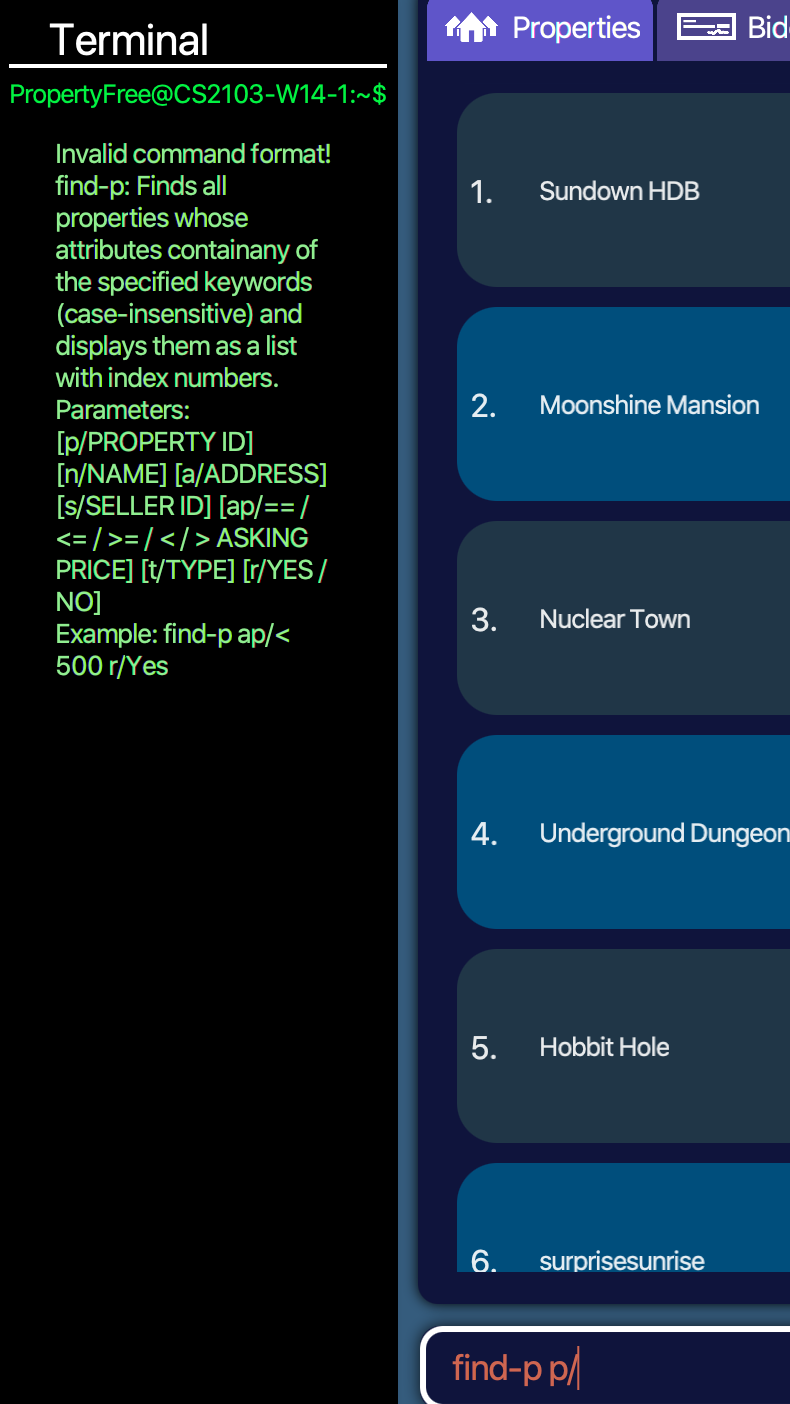 Terminal
PropertyFree@CS2103-W14-1:~$
Invalid command format!
find-p: Finds all
properties whose
attributes containany of
the specified keywords
(case-insensitive) and
displays them as a list
with index numbers.
Parameters:
[p/PROPERTY ID]
[n/NAME] [a/ADDRESS]
[s/SELLER ID] [ap/== /
<= / >= / < / > ASKING
PRICE] [t/TYPE] [r/YES /
NO]
Example: find-p ap/<
500 r/Yes
Properties
1. Sundown HDB
2. Moonshine Mansion
3. Nuclear Town
4. Underground Dungeon
5. Hobbit Hole
6. surprisesunrise
find-p p/